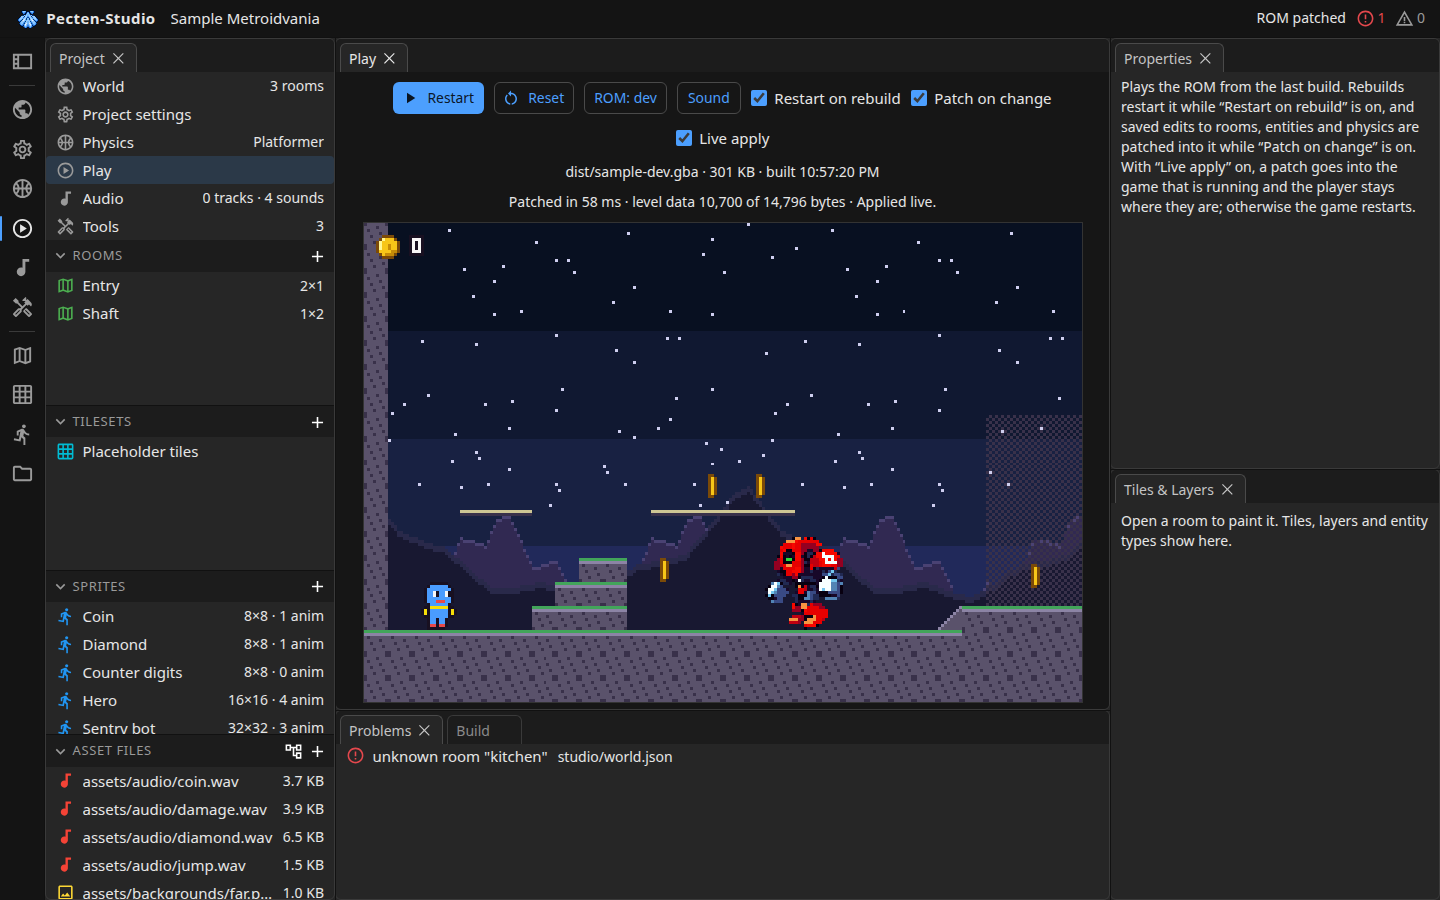 Pecten-Studio Sample Metroidvania
ROM patched 1 0
Project
World 3 rooms
Project settings
Physics Platformer
Play
Audio 0 tracks · 4 sounds
Tools 3
ROOMS
Entry 2×1
Shaft 1×2
TILESETS
Placeholder tiles
SPRITES
Coin 8×8 · 1 anim
Diamond 8×8 · 1 anim
Counter digits 8×8 · 0 anim
Hero 16×16 · 4 anim
Sentry bot 32×32 · 3 anim
ASSET FILES
assets/audio/coin.wav 3.7 KB
assets/audio/damage.wav 3.9 KB
assets/audio/diamond.wav 6.5 KB
assets/audio/jump.wav 1.5 KB
assets/backgrounds/far.p... 1.0 KB
Play
Restart Reset ROM: dev Sound Restart on rebuild Patch on change
Live apply
dist/sample-dev.gba · 301 KB · built 10:57:20 PM
Patched in 58 ms · level data 10,700 of 14,796 bytes · Applied live.
0
Problems Build
unknown room "kitchen" studio/world.json
Properties
Plays the ROM from the last build. Rebuilds
restart it while “Restart on rebuild” is on, and
saved edits to rooms, entities and physics are
patched into it while “Patch on change” is on.
With “Live apply” on, a patch goes into the
game that is running and the player stays
where they are; otherwise the game restarts.
Tiles & Layers
Open a room to paint it. Tiles, layers and entity
types show here.